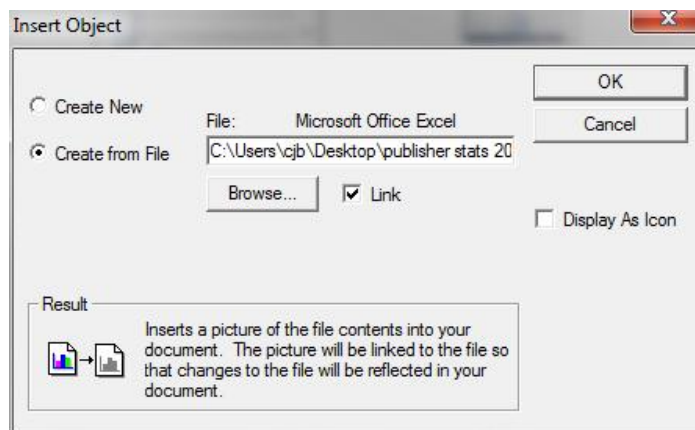 Insert Object
OK
Create New
File: Microsoft Office Excel
Cancel
Create from File
C:\Users\cjb\Desktop\publisher stats 20
Browse...
Link
Display As Icon
Result
Inserts a picture of the file contents into your
document. The picture will be linked to the file so
that changes to the file will be reflected in your
document.